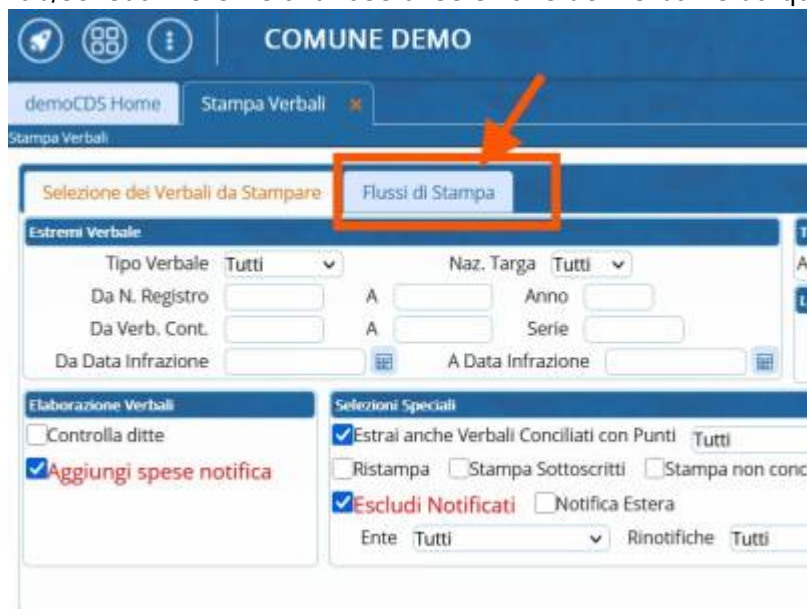 COMUNE DEMO
demoCDS Home Stampa Verbali ×
Stampa Verbali
Selezione dei Verbali da Stampare Flussi di Stampa
Estremi Verbale
Tipo Verbale Tutti Naz. Targa Tutti
Da N. Registro A Anno
Da Verb. Cont. A Serie
Da Data Infrazione A Data Infrazione
Elaborazione Verbali Selezioni Speciali
Controlla ditte Estrai anche Verbali Conciliati con Punti Tutti
Aggiungi spese notifica Ristampa Stampa Sottoscritti Stampa non conc
Escludi Notificati Notifica Estera
Ente Tutti Rinotifiche Tutti